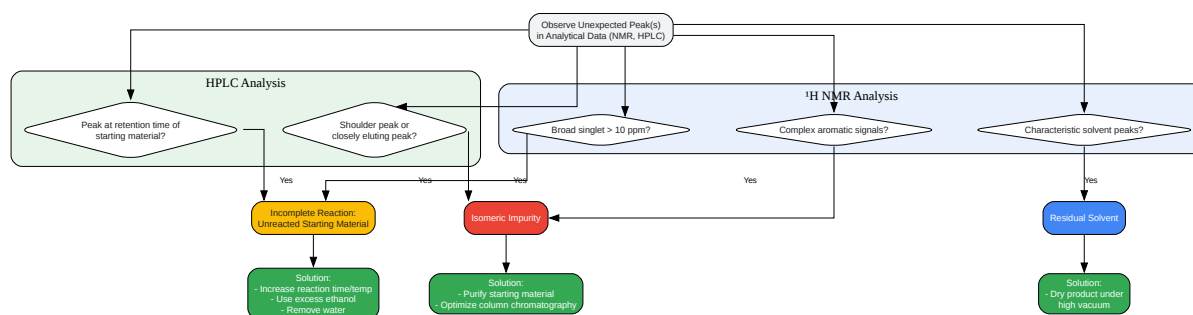 Observe Unexpected Peak(s)
in Analytical Data (NMR, HPLC)
HPLC Analysis
¹H NMR Analysis
Peak at retention time of
starting material?
Shoulder peak or
closely eluting peak?
Broad singlet > 10 ppm?
Complex aromatic signals?
Characteristic solvent peaks?
Yes
Yes
Yes
Yes
Yes
Incomplete Reaction:
Unreacted Starting Material
Isomeric Impurity
Residual Solvent
Solution:
- Increase reaction time/temp
- Use excess ethanol
- Remove water
Solution:
- Purify starting material
- Optimize column chromatography
Solution:
- Dry product under
high vacuum